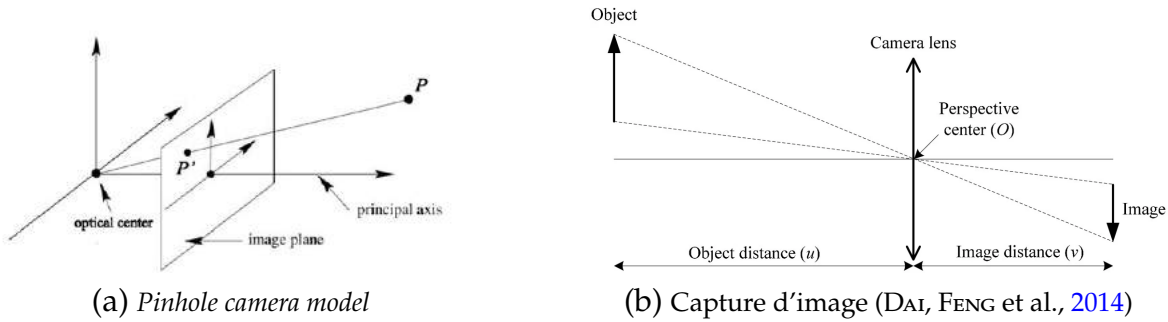 P
P'
optical center
principal axis
image plane
(a) Pinhole camera model
Object
Camera lens
Perspective
center (O)
Image
Object distance (u)
Image distance (v)
(b) Capture d'image (Dai, Feng et al., 2014)